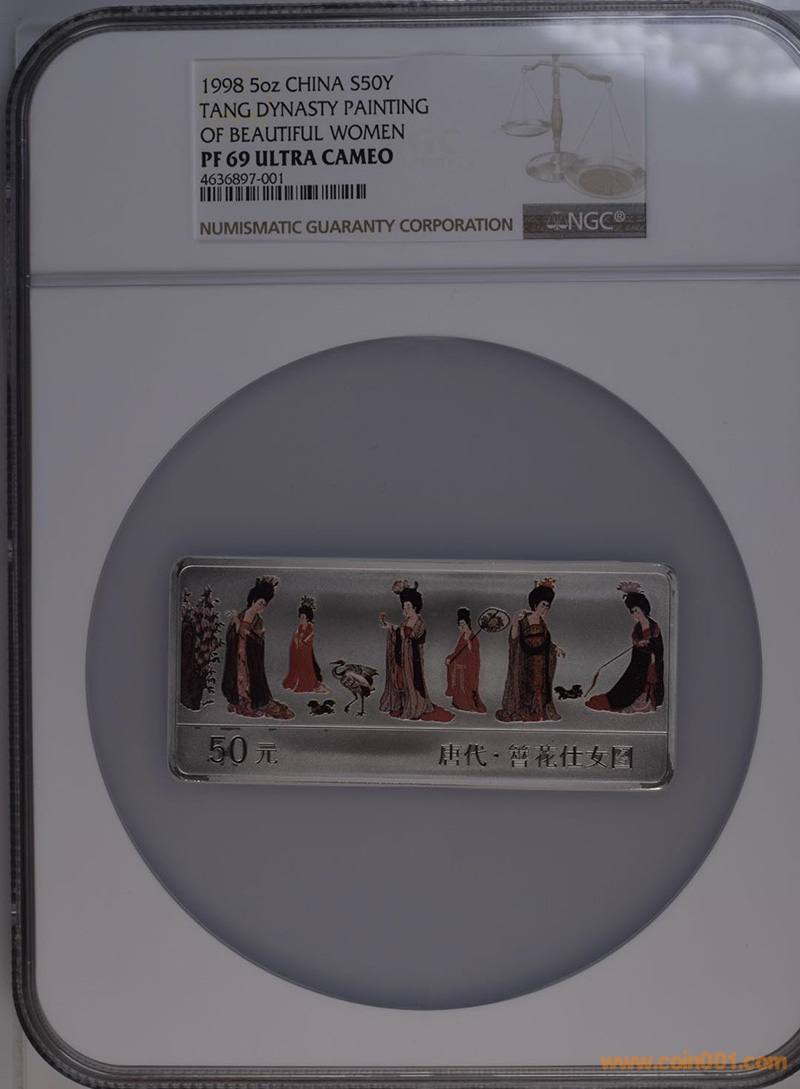 1998 5oz CHINA S50Y
TANG DYNASTY PAINTING
OF BEAUTIFUL WOMEN
PF 69 ULTRA CAMEO
4636897-001
NUMISMATIC GUARANTY CORPORATION
NGC®
50元
唐代·簪花仕女图
www.coin001.com